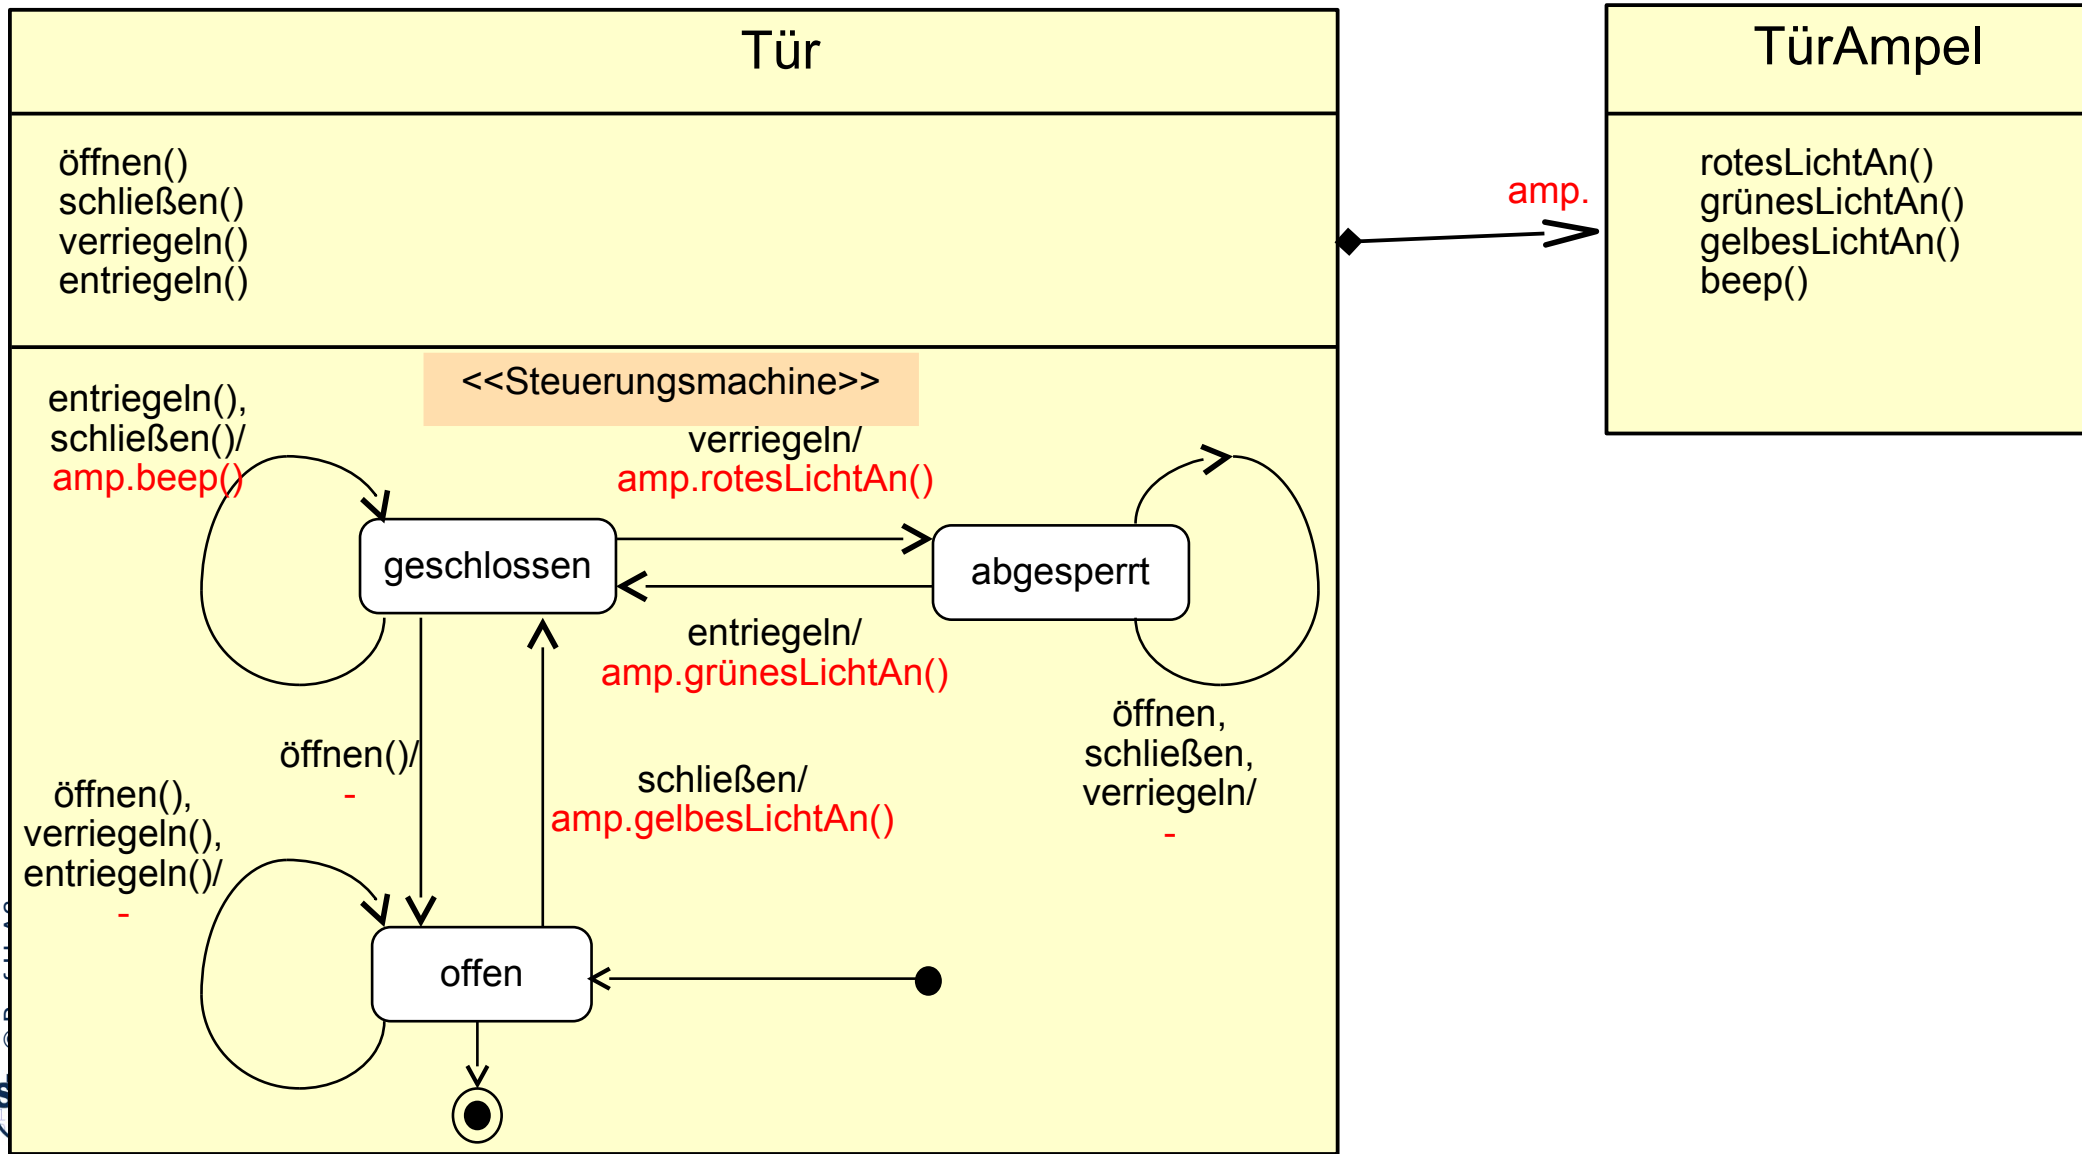 Tür
öffnen()
schließen()
verriegeln()
entriegeln()
<<Steuerungsmachine>>
entriegeln(),
schließen()/
amp.beep()
verriegeln/
amp.rotesLichtAn()
geschlossen
abgesperrt
entriegeln/
amp.grünesLichtAn()
öffnen()/
-
schließen/
amp.gelbesLichtAn()
öffnen,
schließen,
verriegeln/
-
öffnen(),
verriegeln(),
entriegeln()/
-
offen
amp.
TürAmpel
rotesLichtAn()
grünesLichtAn()
gelbesLichtAn()
beep()